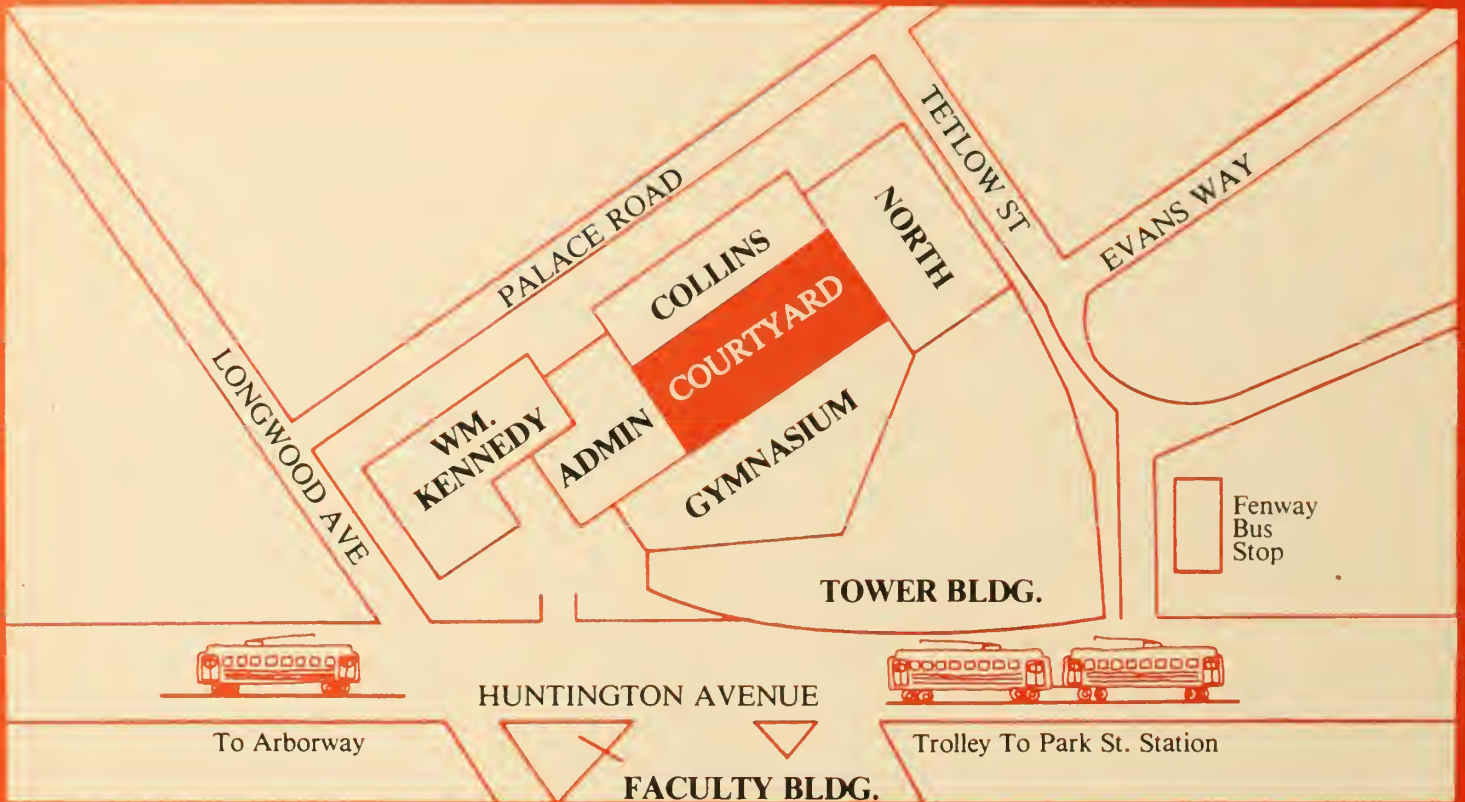 TETLOW ST
EVANS WAY
PALACE ROAD
NORTH
COLLINS
COURTYARD
LONGWOOD AVE
WM.
KENNEDY
ADMIN
GYMNASIUM
Fenway
Bus
Stop
TOWER BLDG.
HUNTINGTON AVENUE
To Arborway
Trolley To Park St. Station
FACULTY BLDG.